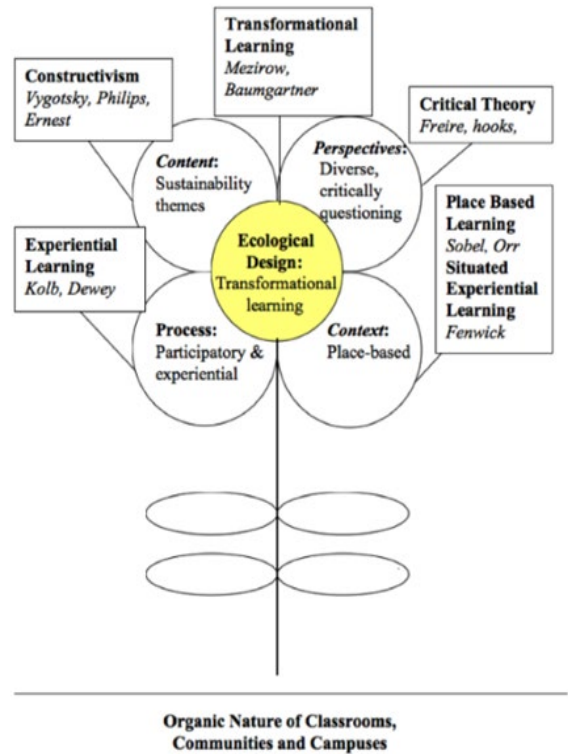 Transformational
Learning
Mezirow,
Baumgartner
Constructivism
Vygotsky, Philips,
Ernest
Critical Theory
Freire, hooks,
Content:
Sustainability
themes
Perspectives:
Diverse,
critically
questioning
Place Based
Learning
Sobel, Orr
Situated
Experiential
Learning
Fenwick
Experiential
Learning
Kolb, Dewey
Ecological
Design:
Transformational
learning
Process:
Participatory &
experiential
Context:
Place-based
Organic Nature of Classrooms,
Communities and Campuses